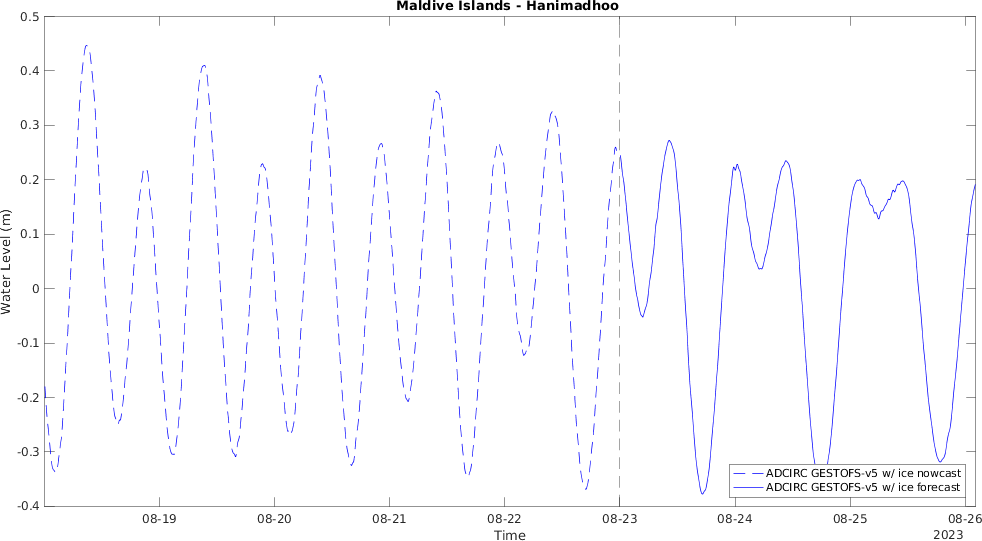 Maldive Islands - Hanimadhoo
Water Level (m)
0.5
0.4
0.3
0.2
0.1
0
-0.1
-0.2
-0.3
-0.4
ADCIRC GESTOFS-v5 w/ ice nowcast
ADCIRC GESTOFS-v5 w/ ice forecast
08-19 08-20 08-21 08-22 08-23 08-24 08-25 08-26
Time
2023